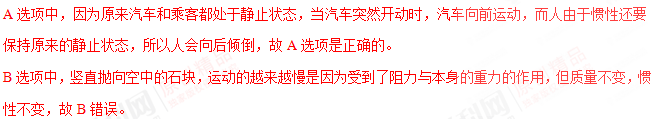 A 选项中，因为原来汽车和乘客都处于静止状态，当汽车突然开动时，汽车向前运动，而人由于惯性还要
保持原来的静止状态，所以人会向后倾倒，故 A 选项是正确的。
B 选项中，竖直抛向空中的石块，运动的越来越慢是因为受到了阻力与本身的重力的作用，但质量不变，惯
性不变，故 B 错误。